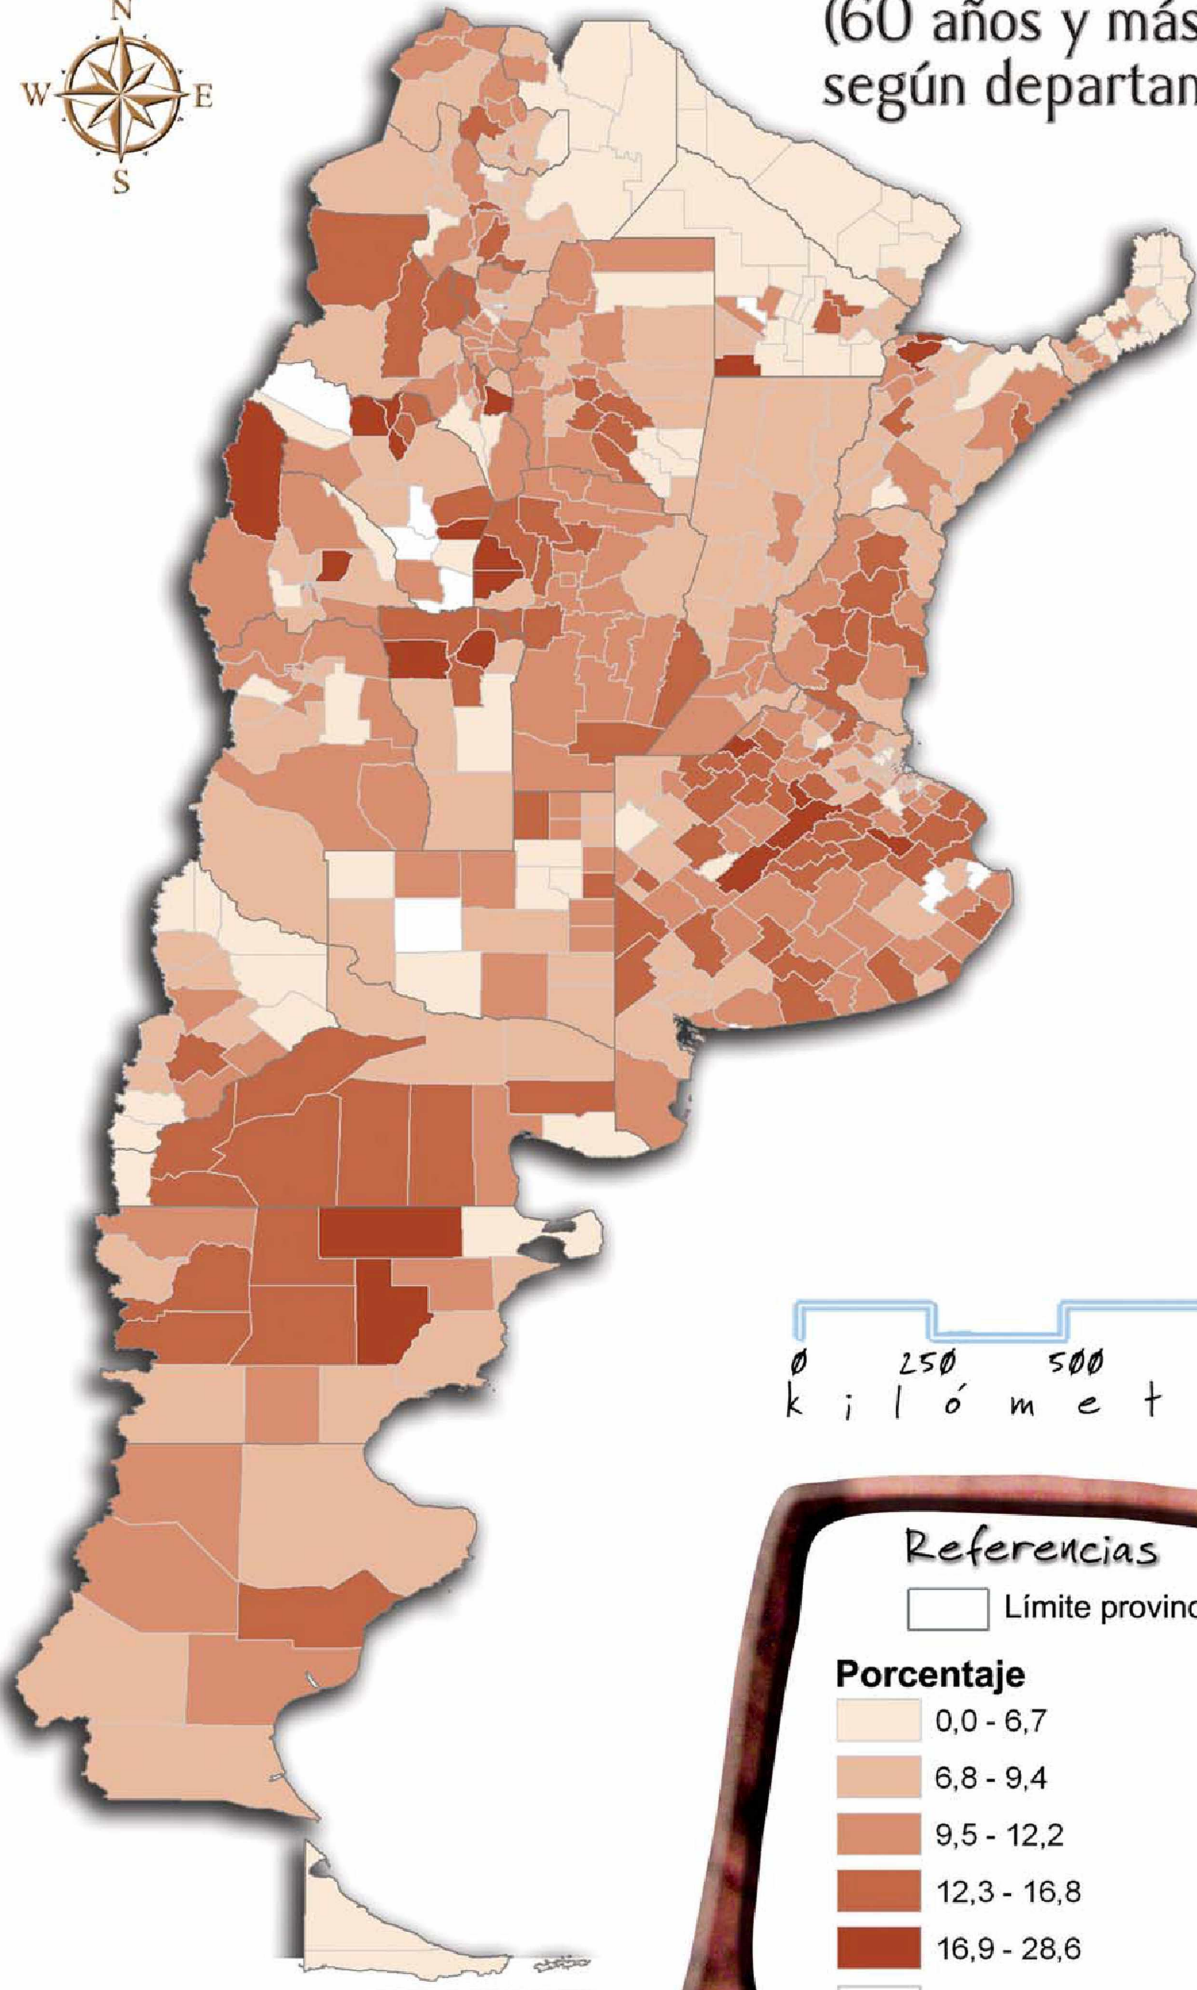 N
W E
S
(60 años y más
según departan
0 250 500
k i l ó m e t
Referencias
Límite provinc
Porcentaje
0,0 - 6,7
6,8 - 9,4
9,5 - 12,2
12,3 - 16,8
16,9 - 28,6